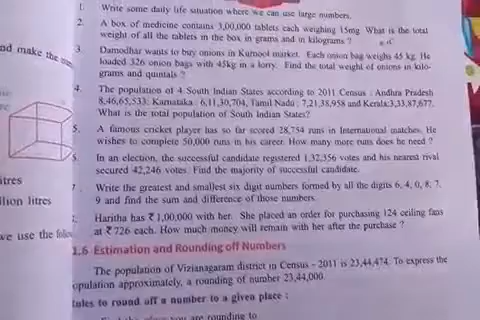 1. Write some daily life situation where we can use large numbers.
2. A box of medicine contains 3,00,000 tablets each weighing 15mg. What is the total
weight of all the tablets in the box in grams and in kilograms ?
nd make the
3. Damodhar wants to buy onions in Kurnool market. Each onion bag weighs 45 kg. He
loaded 326 onion bags with 45kg in a lorry. Find the total weight of onions in kilo-
grams and quintals ?
4. The population of 4 South Indian States according to 2011 Census : Andhra Pradesh
8,46,65,533; Karnataka : 6,11,30,704, Tamil Nadu : 7,21,38,958 and Kerala:3,33,87,677.
What is the total population of South Indian States?
5. A famous cricket player has so far scored 28,754 runs in International matches. He
wishes to complete 50,000 runs in his career. How many more runs does he need ?
In an election, the successful candidate registered 1,32,356 votes and his nearest rival
secured 42,246 votes. Find the majority of successful candidate.
itres
7. Write the greatest and smallest six digit numbers formed by all the digits 6, 4, 0, 8, 7,
9 and find the sum and difference of those numbers.
llion litres
Haritha has ₹ 1,00,000 with her. She placed an order for purchasing 124 ceiling fans
at ₹ 726 each. How much money will remain with her after the purchase ?
we use the
1.6 Estimation and Rounding off Numbers
The population of Vizianagaram district in Census - 2011 is 23,44,474. To express the
opulation approximately, a rounding of number 23,44,000.
tules to round off a number to a given place :
you are rounding to